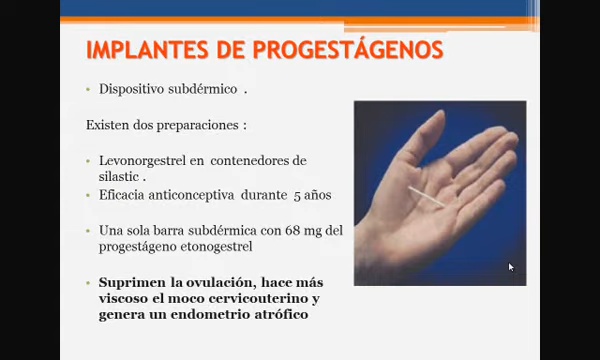 IMPLANTES DE PROGESTÁGENOS
• Dispositivo subdérmico .
Existen dos preparaciones :
• Levonorgestrel en contenedores de
silastic .
• Eficacia anticonceptiva durante 5 años
• Una sola barra subdérmica con 68 mg del
progestágeno etonogestrel
• Suprimen la ovulación, hace más
viscoso el moco cervicouterino y
genera un endometrio atrófico